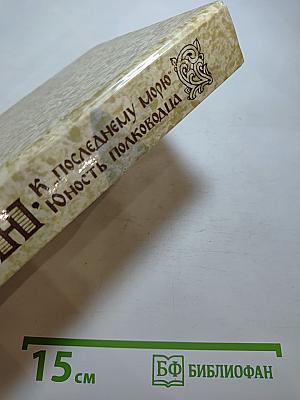 Н. К ПОСЛЕДНЕМУ МОРЮ
ЮНОСТЬ ПОЛКОВОДЦА
15 см
БФ БИБЛИОФАН